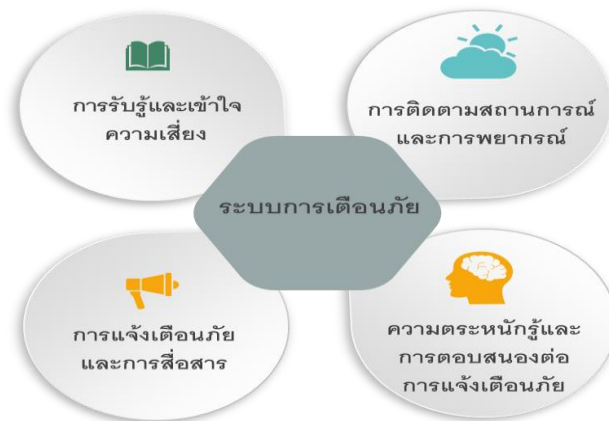 การรับรู้และเข้าใจ
ความเสี่ยง
การติดตามสถานการณ์
และการพยากรณ์
ระบบการเตือนภัย
การแจ้งเตือนภัย
และการสื่อสาร
ความตระหนักรู้และ
การตอบสนองต่อ
การแจ้งเตือนภัย